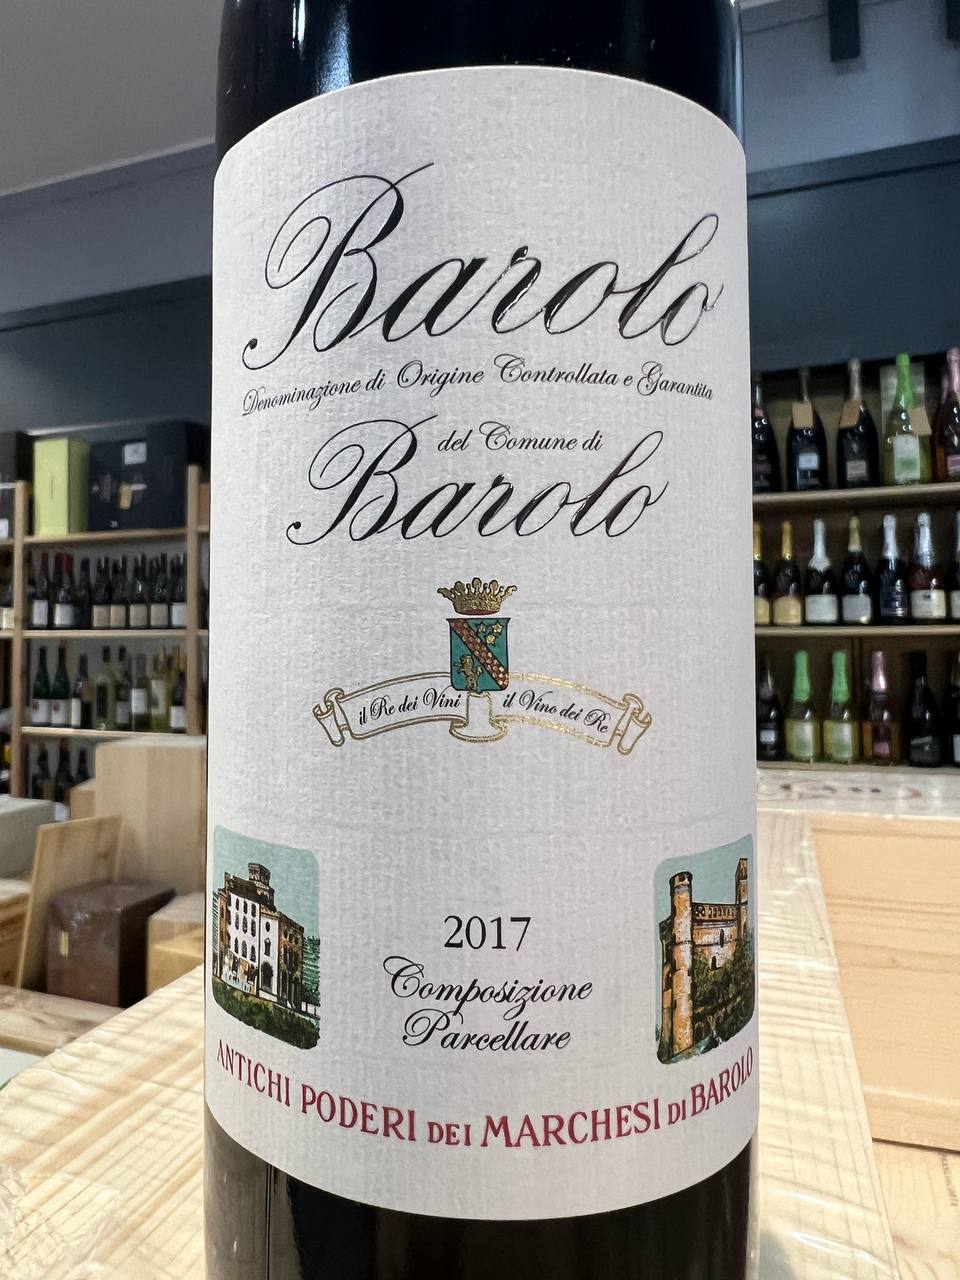 Barolo
Denominazione di Origine Controllata e Garantita
del Comune di
Barolo
il Re dei Vini il Vino dei Re
2017
Composizione
Parcellare
ANTICHI PODERI DEI MARCHESI DI BAROLO